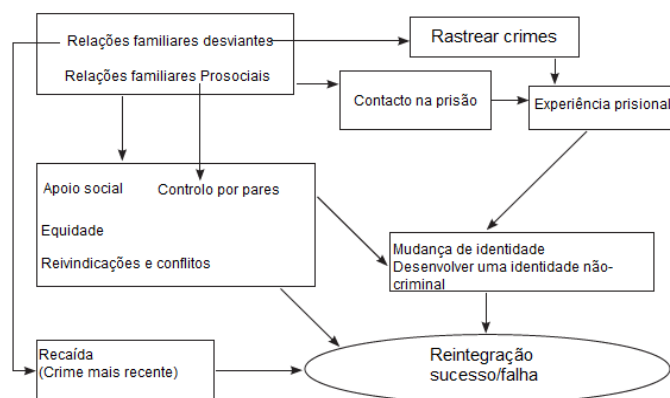 Relações familiares desviantes
Rastrear crimes
Relações familiares Prosociais
Contacto na prisão
Experiência prisional
Apoio social
Controlo por pares
Equidade
Reivindicações e conflitos
Mudança de identidade
Desenvolver uma identidade não-
criminal
Recaída
(Crime mais recente)
Reintegração
sucesso/falha